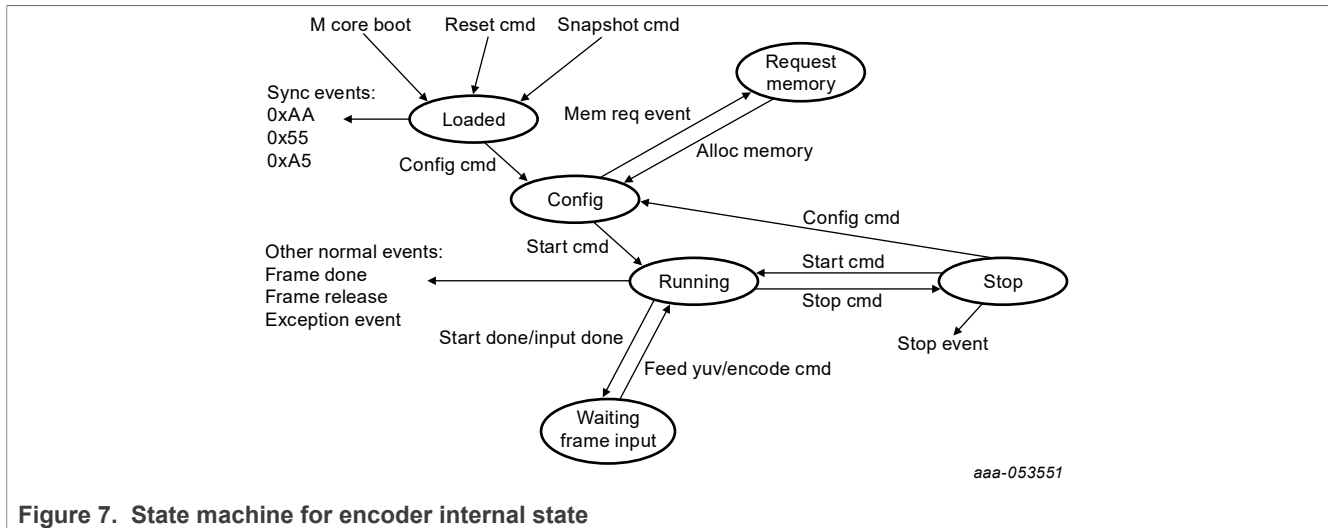 M core boot
Reset cmd
Snapshot cmd
Request
memory
Sync events:
0xAA
0x55
0xA5
Loaded
Mem req event
Alloc memory
Config cmd
Config
Config cmd
Start cmd
Other normal events:
Frame done
Frame release
Exception event
Running
Start cmd
Stop cmd
Stop
Start done/input done
Stop event
Feed yuv/encode cmd
Waiting
frame input
aaa-053551
Figure 7. State machine for encoder internal state